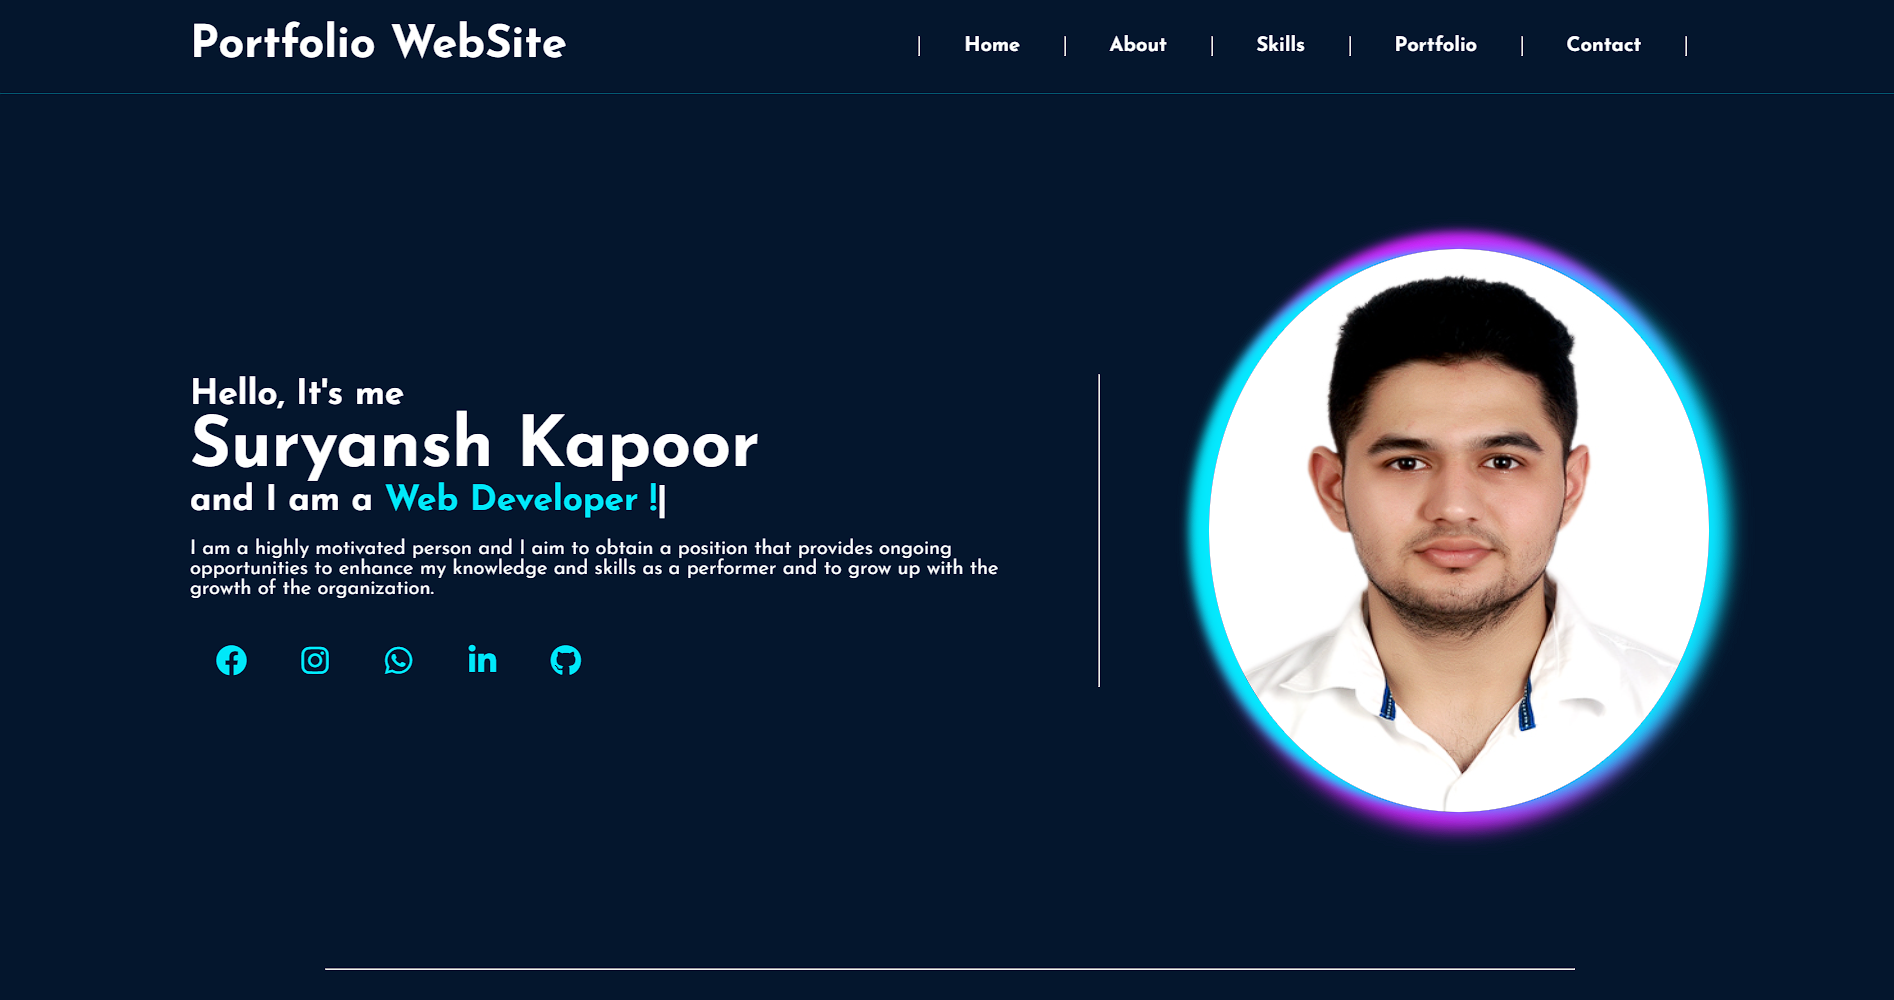 Portfolio WebSite
| Home | About | Skills | Portfolio | Contact |
Hello, It's me
Suryansh Kapoor
and I am a Web Developer !|
I am a highly motivated person and I aim to obtain a position that provides ongoing
opportunities to enhance my knowledge and skills as a performer and to grow up with the
growth of the organization.